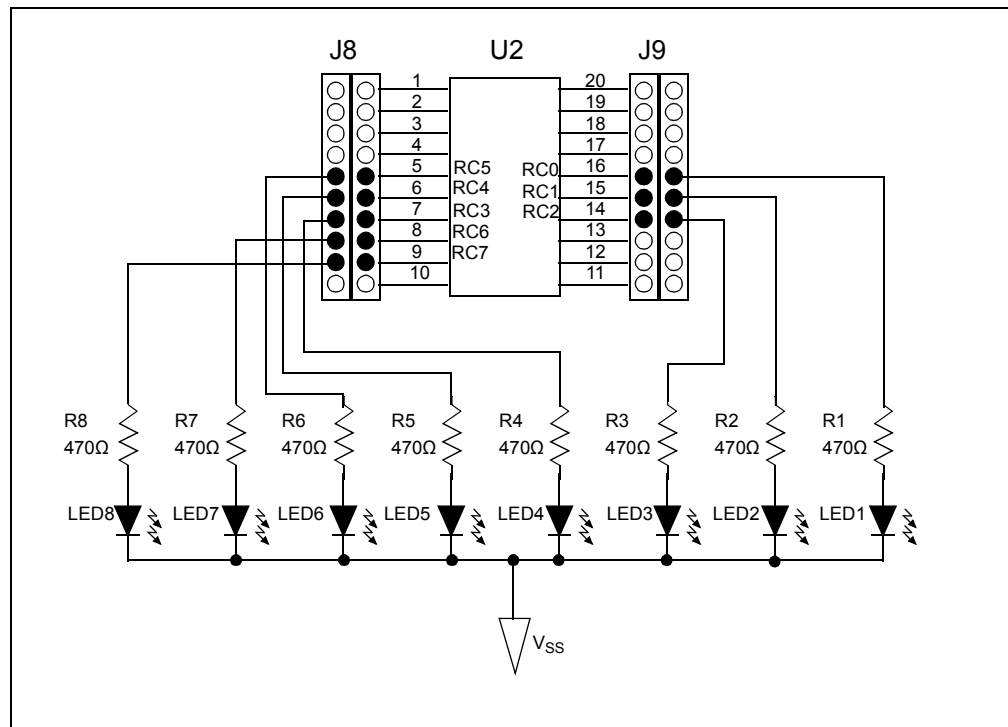 J8 U2 J9
1 20
2 19
3 18
4 17
5 RC5 RC0 16
6 RC4 RC1 15
7 RC3 RC2 14
8 RC6 13
9 RC7 12
10 11
R8 R7 R6 R5 R4 R3 R2 R1
470Ω 470Ω 470Ω 470Ω 470Ω 470Ω 470Ω 470Ω
LED8 LED7 LED6 LED5 LED4 LED3 LED2 LED1
VSS